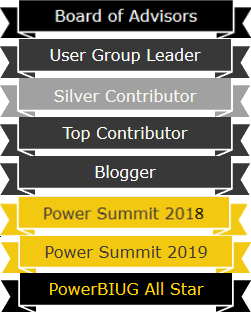 Board of Advisors
User Group Leader
Silver Contributor
Top Contributor
Blogger
Power Summit 2018
Power Summit 2019
PowerBIUG All Star